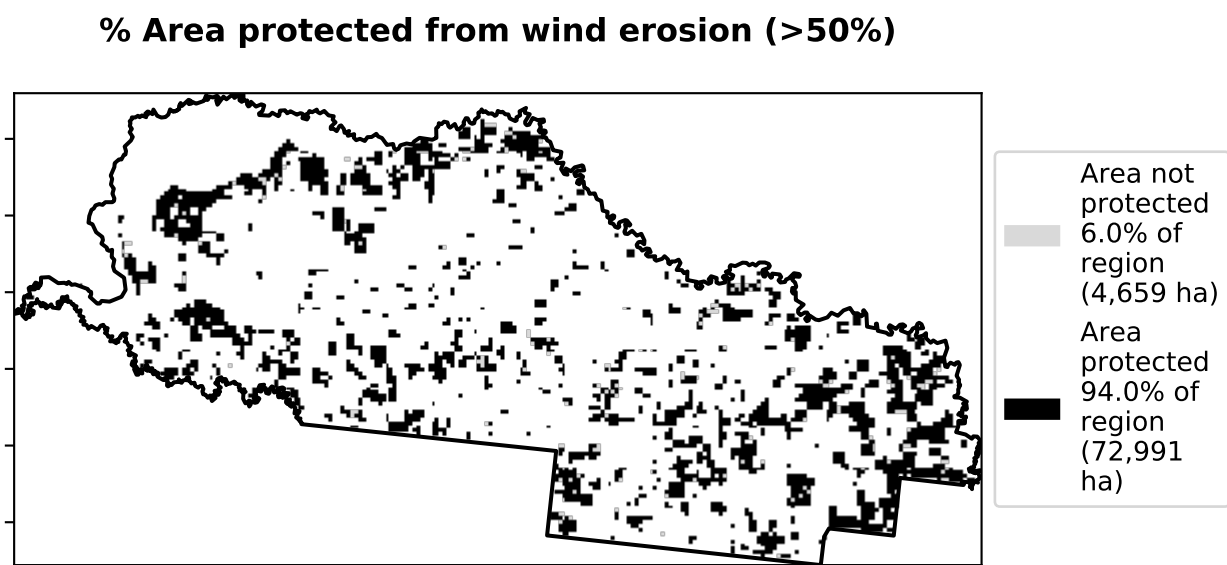 % Area protected from wind erosion (>50%)
Area not
protected
6.0% of
region
(4,659 ha)
Area
protected
94.0% of
region
(72,991
ha)